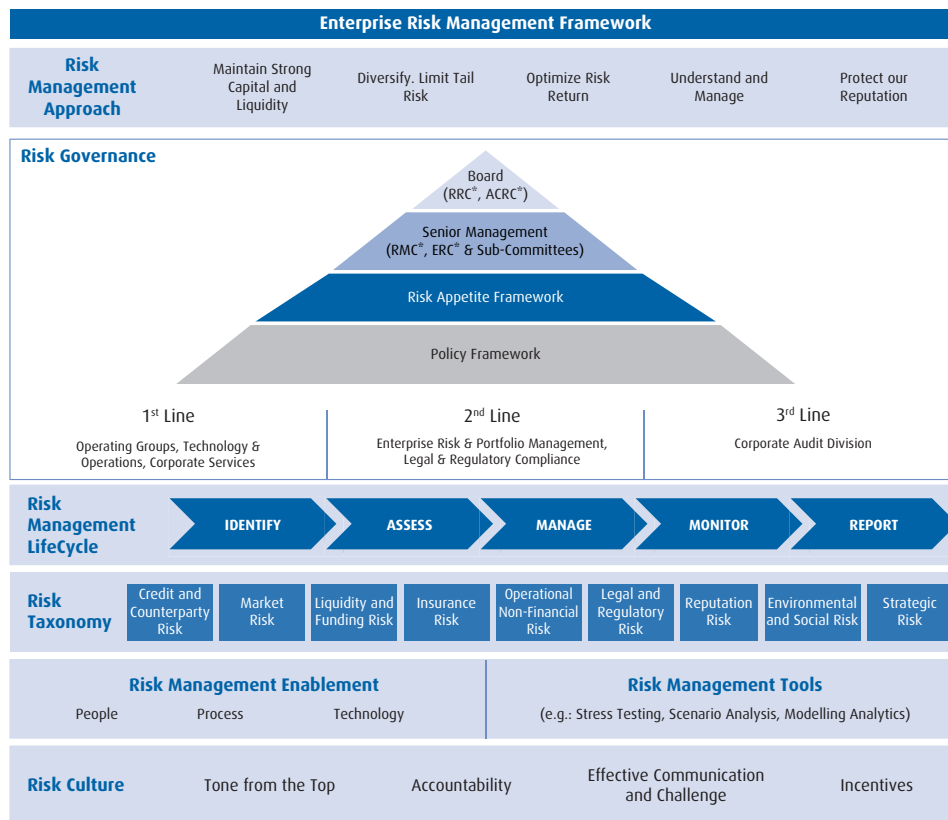 Enterprise Risk Management Framework
Risk
Management
Approach
Maintain Strong
Capital and
Liquidity
Diversify. Limit Tail
Risk
Optimize Risk
Return
Understand and
Manage
Protect our
Reputation
Risk Governance
Board
(RRC*, ACRC*)
Senior Management
(RMC*, ERC* & Sub-Committees)
Risk Appetite Framework
Policy Framework
1st Line
Operating Groups, Technology &
Operations, Corporate Services
2nd Line
Enterprise Risk & Portfolio Management,
Legal & Regulatory Compliance
3rd Line
Corporate Audit Division
Risk
Management
LifeCycle
IDENTIFY
ASSESS
MANAGE
MONITOR
REPORT
Risk
Taxonomy
Credit and
Counterparty
Risk
Market
Risk
Liquidity and
Funding Risk
Insurance
Risk
Operational
Non-Financial
Risk
Legal and
Regulatory
Risk
Reputation
Risk
Environmental
and Social Risk
Strategic
Risk
Risk Management Enablement
People
Process
Technology
Risk Management Tools
(e.g.: Stress Testing, Scenario Analysis, Modelling Analytics)
Risk Culture
Tone from the Top
Accountability
Effective Communication
and Challenge
Incentives